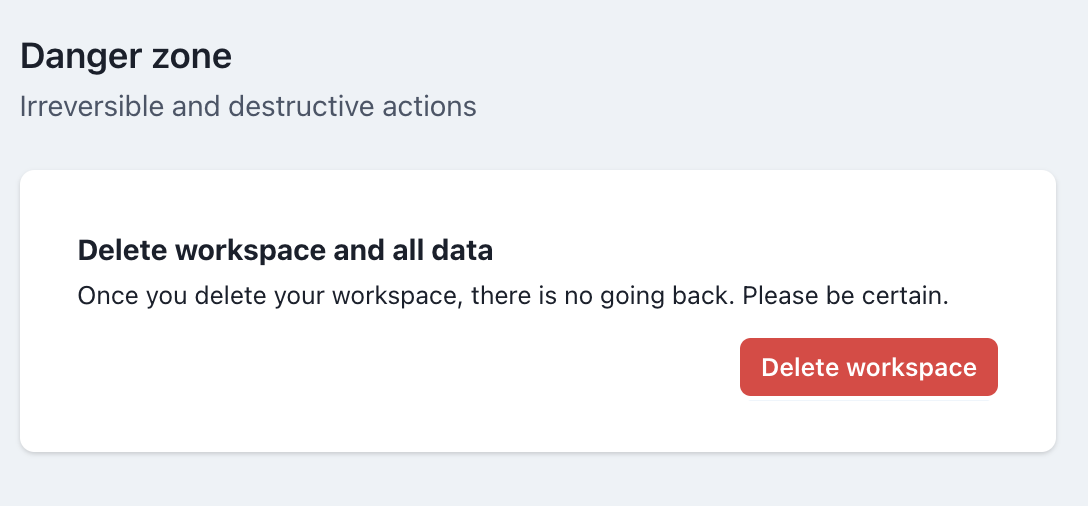 Danger zone
Irreversible and destructive actions
Delete workspace and all data
Once you delete your workspace, there is no going back. Please be certain.
Delete workspace